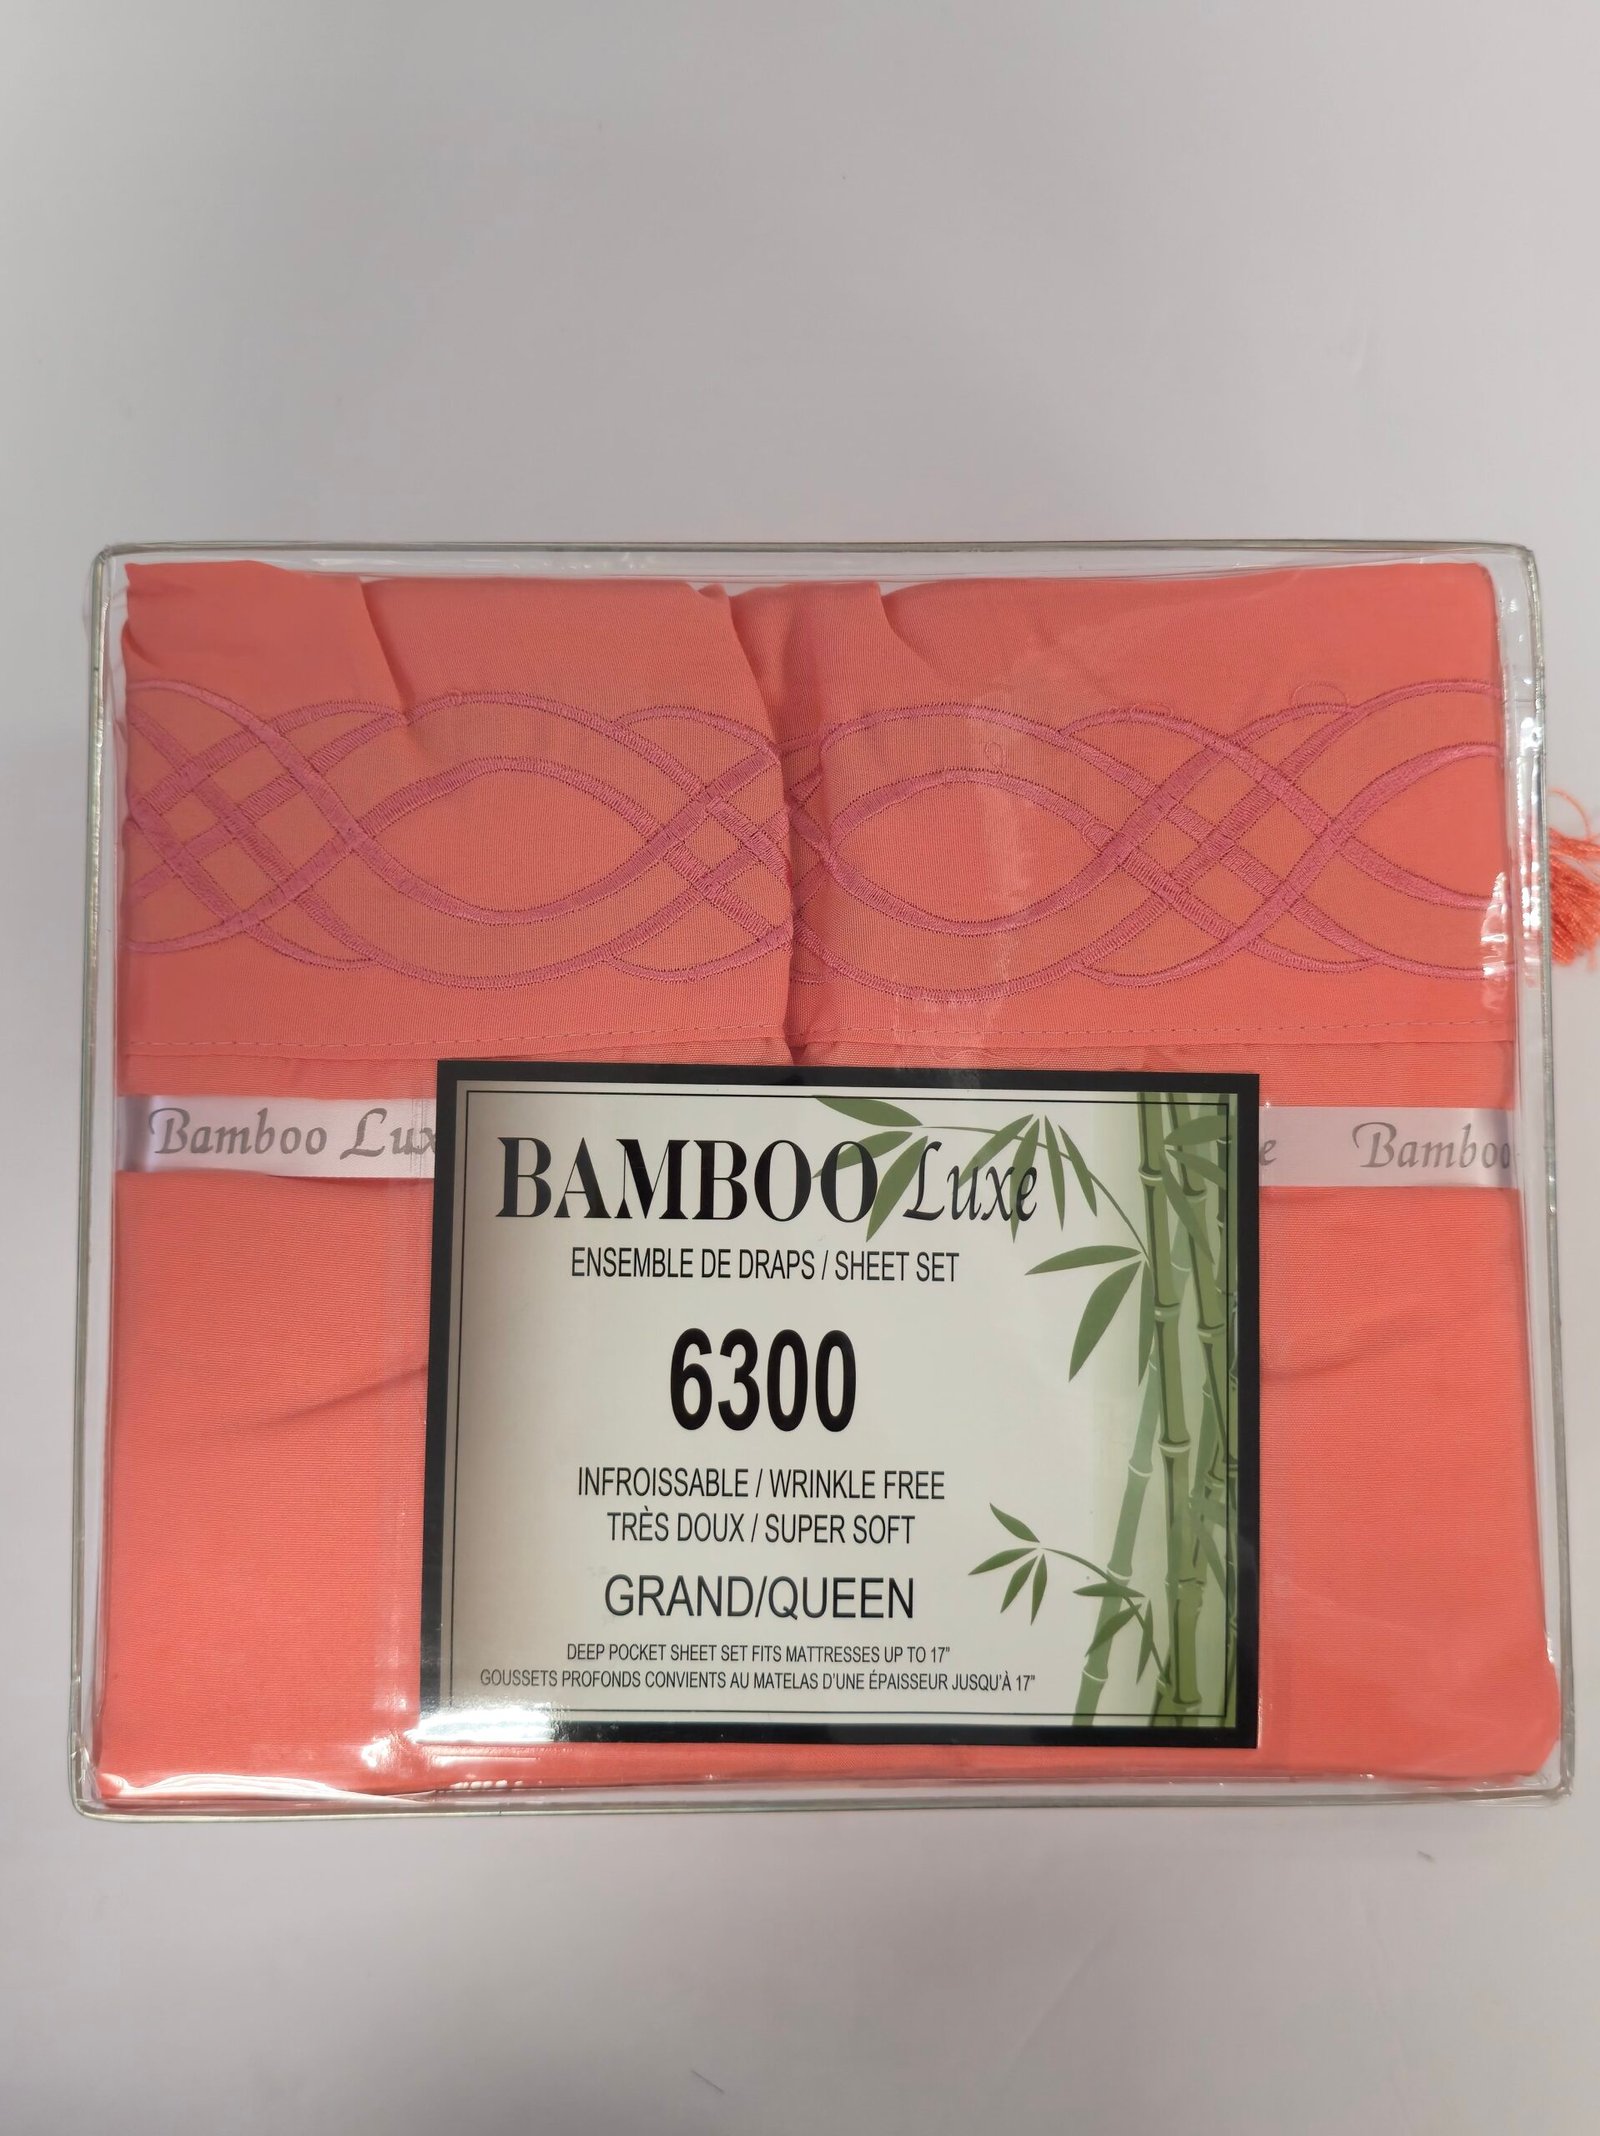 Bamboo Lux
e Bamboo
BAMBOO Luxe
ENSEMBLE DE DRAPS / SHEET SET
6300
INFROISSABLE / WRINKLE FREE
TRÈS DOUX / SUPER SOFT
GRAND/QUEEN
DEEP POCKET SHEET SET FITS MATTRESSES UP TO 17"
GOUSSETS PROFONDS CONVIENTS AU MATELAS D'UNE ÉPAISSEUR JUSQU'À 17"